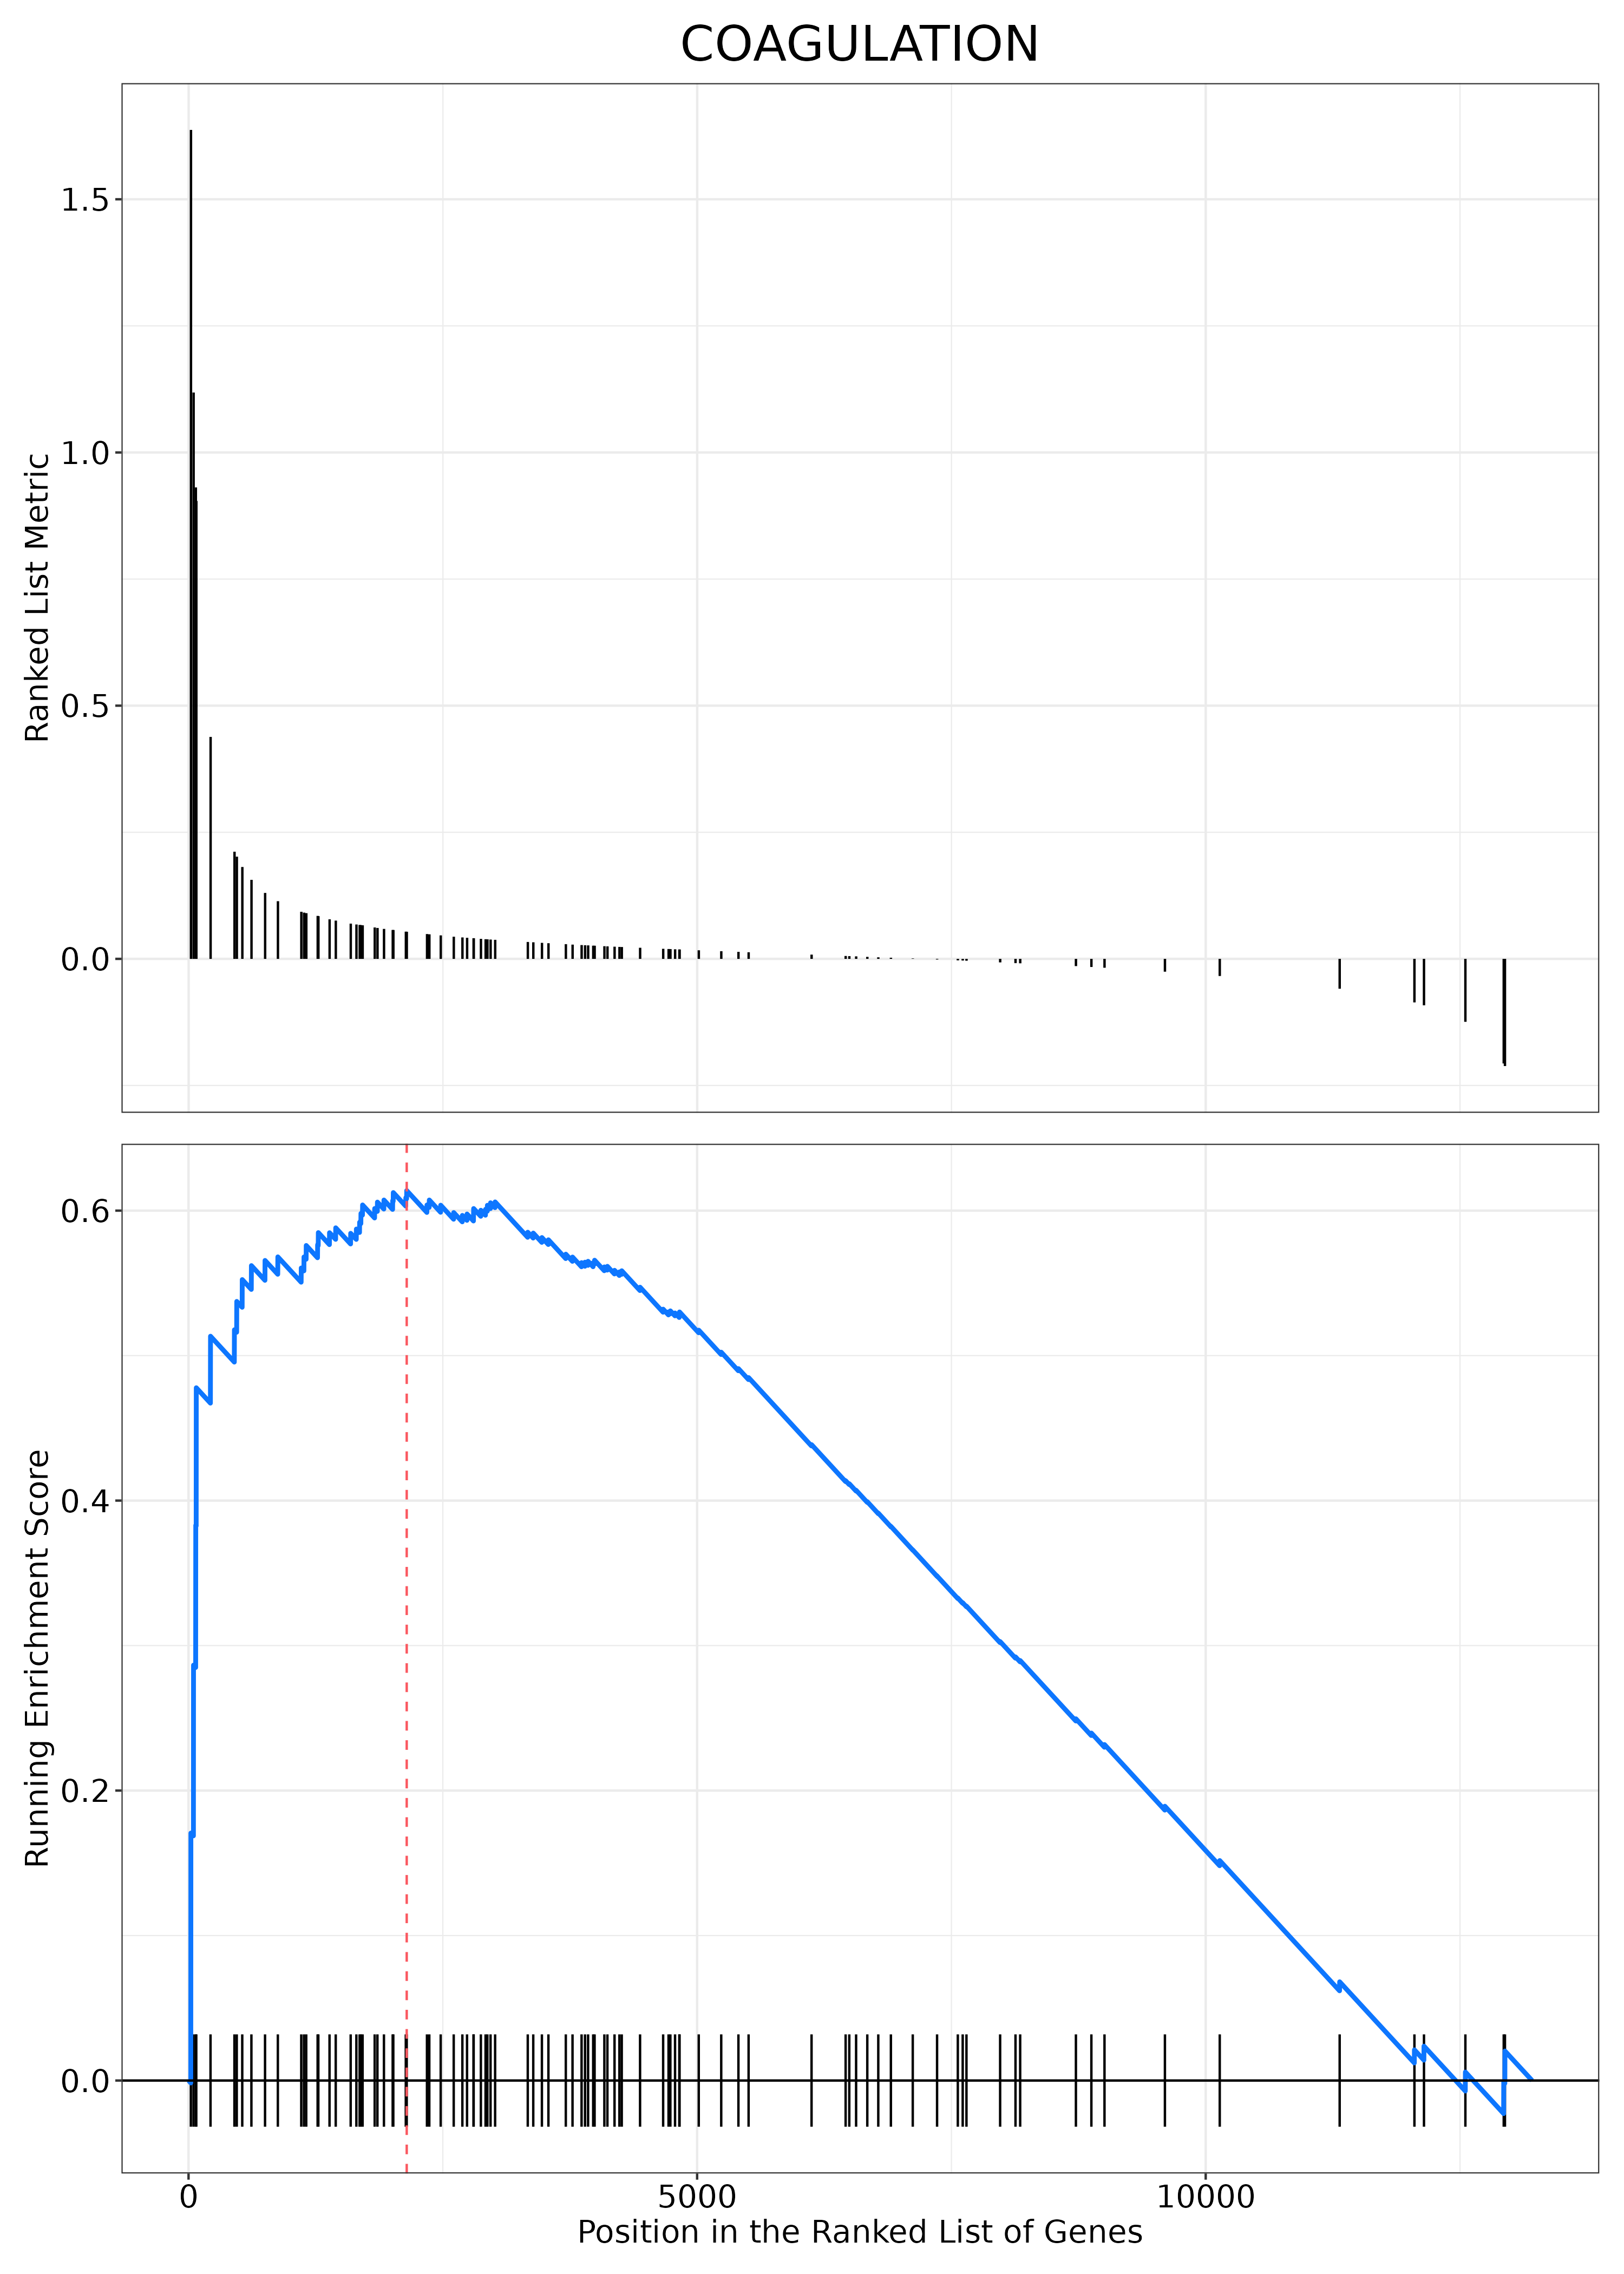 COAGULATION
Ranked List Metric
1.5
1.0
0.5
0.0
Running Enrichment Score
0.6
0.4
0.2
0.0
0 5000 10000
Position in the Ranked List of Genes